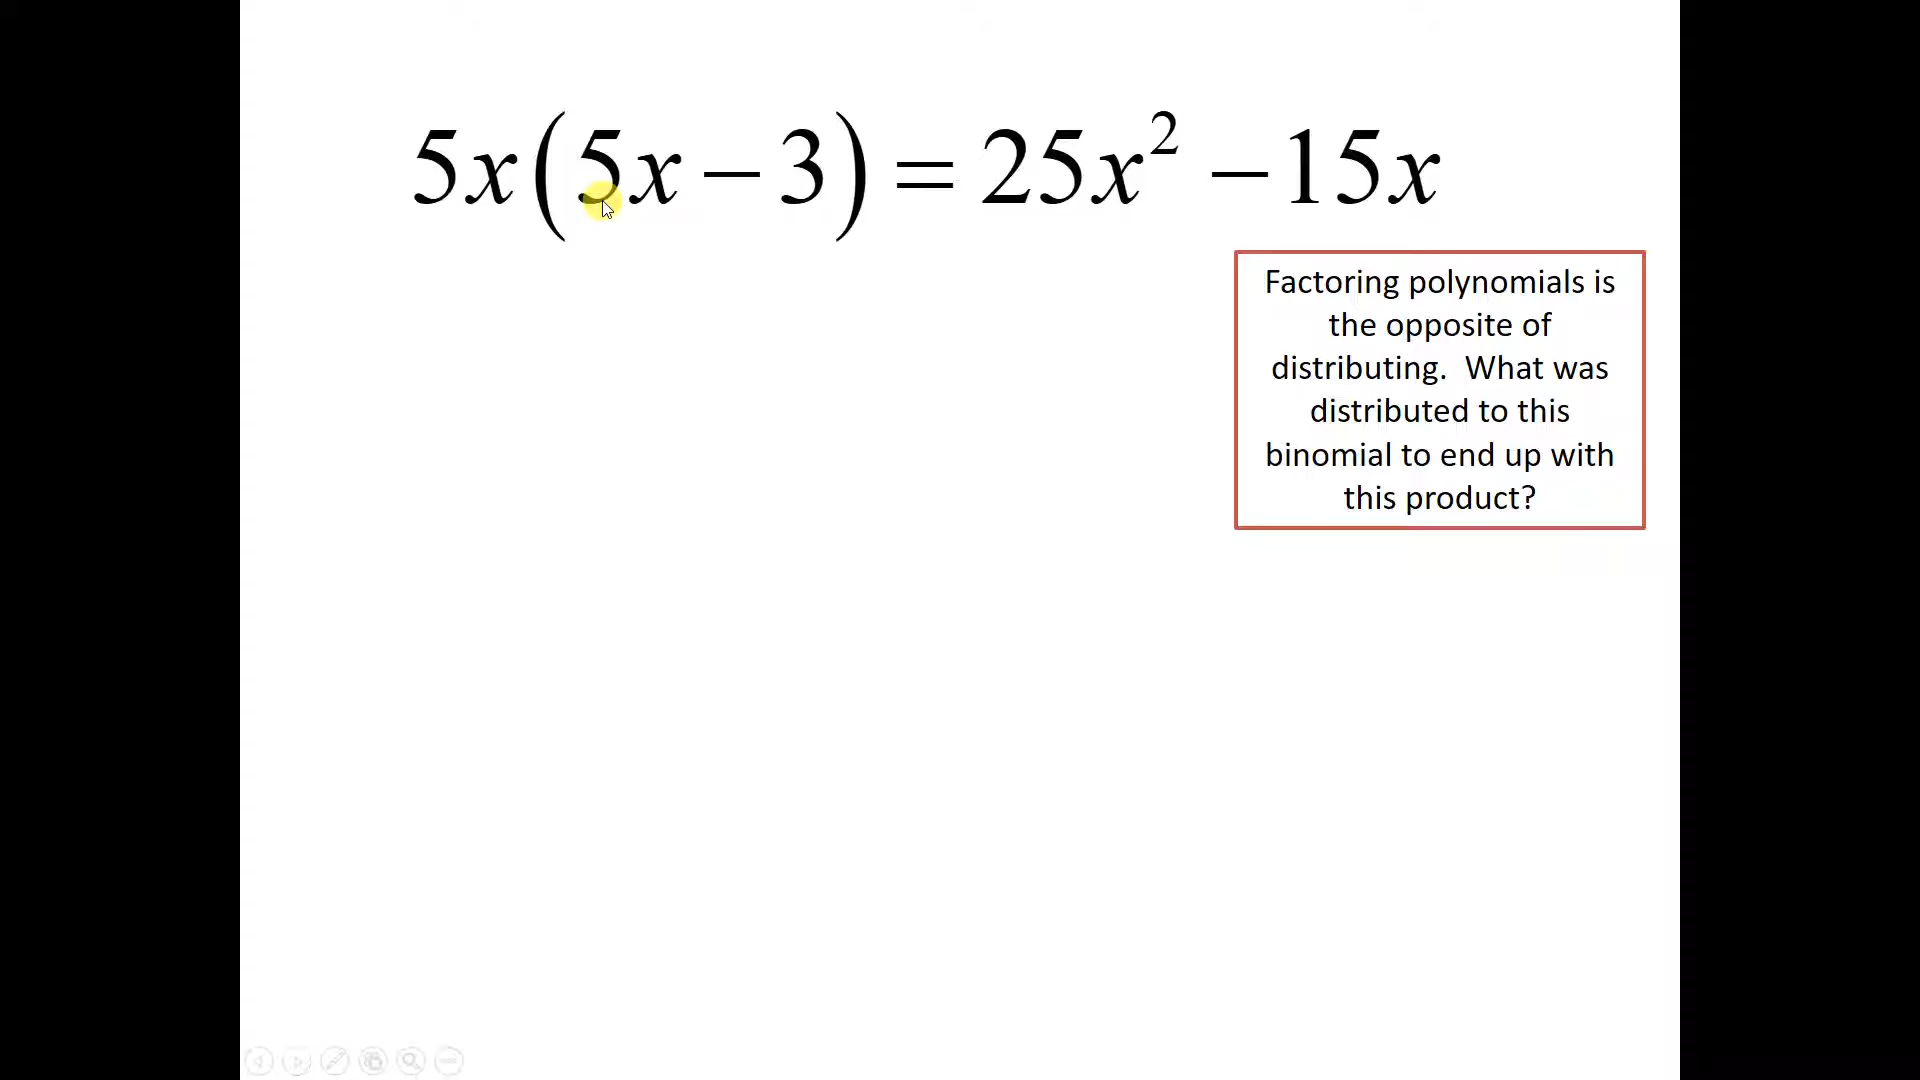 5x(5x − 3) = 25x² − 15x
Factoring polynomials is
the opposite of
distributing.  What was
distributed to this
binomial to end up with
this product?